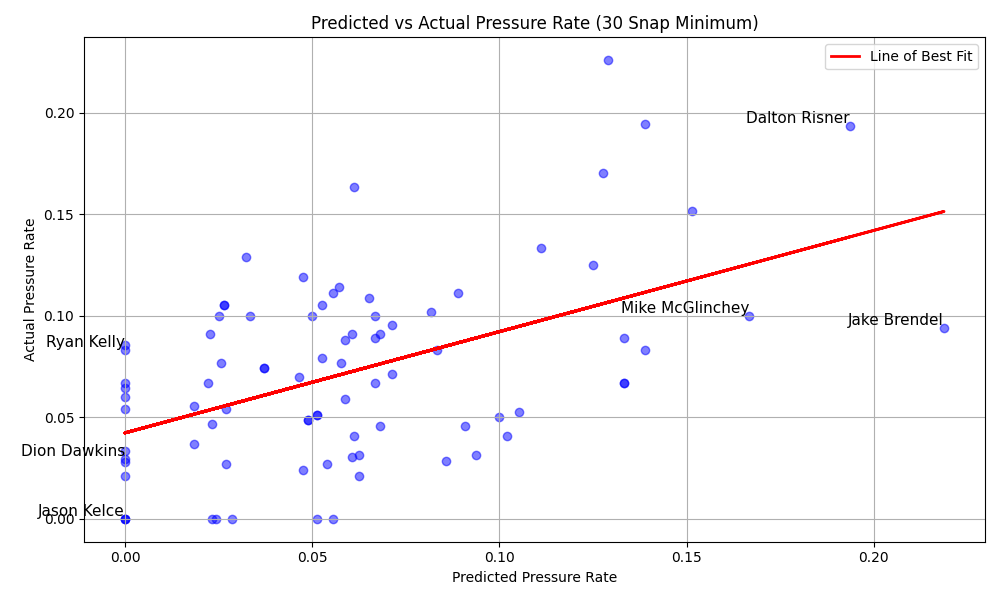 Predicted vs Actual Pressure Rate (30 Snap Minimum)
Line of Best Fit
Dalton Risner
Mike McGlinchey
Jake Brendel
Ryan Kelly
Dion Dawkins
Jason Kelce
Actual Pressure Rate
0.20
0.15
0.10
0.05
0.00
0.00 0.05 0.10 0.15 0.20
Predicted Pressure Rate